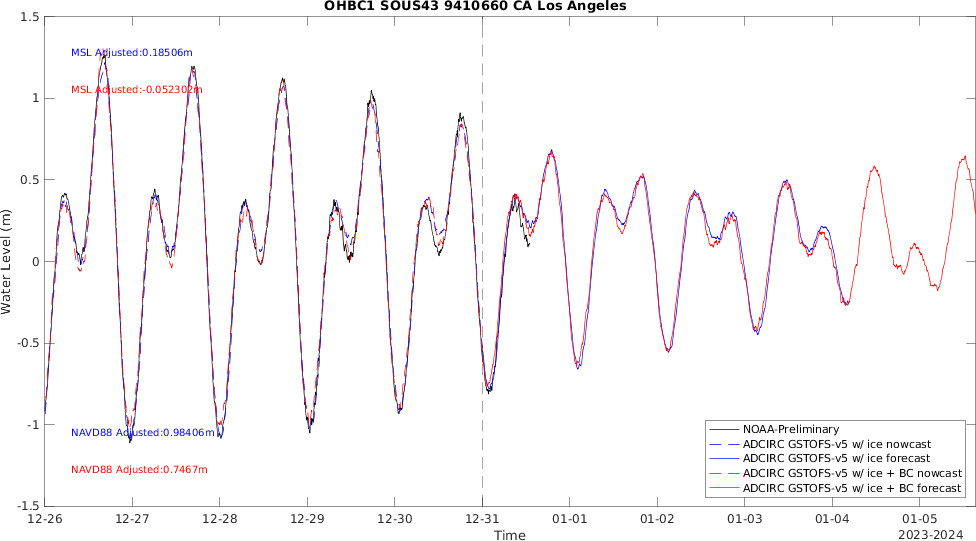 OHBC1 SOUS43 9410660 CA Los Angeles
1.5
1
0.5
0
-0.5
-1
-1.5
Water Level (m)
MSL Adjusted:0.18506m
MSL Adjusted:-0.052302m
NAVD88 Adjusted:0.98406m
NAVD88 Adjusted:0.7467m
NOAA-Preliminary
ADCIRC GSTOFS-v5 w/ ice nowcast
ADCIRC GSTOFS-v5 w/ ice forecast
ADCIRC GSTOFS-v5 w/ ice + BC nowcast
ADCIRC GSTOFS-v5 w/ ice + BC forecast
12-26 12-27 12-28 12-29 12-30 12-31 01-01 01-02 01-03 01-04 01-05
Time
2023-2024